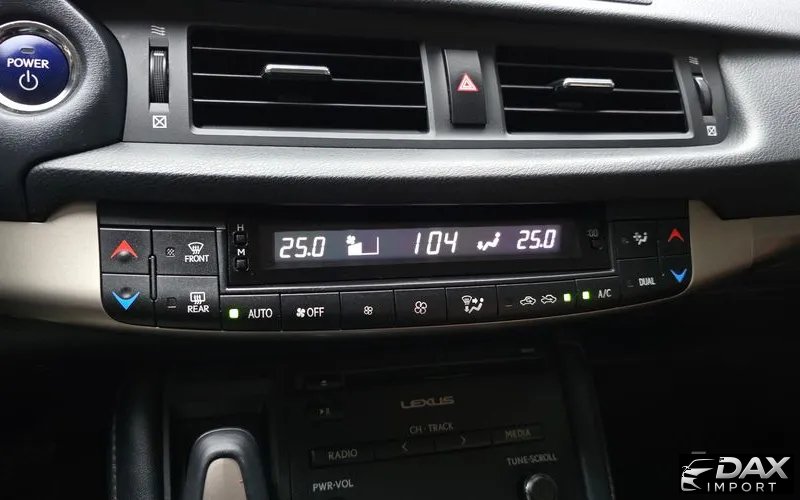 POWER
H
M
25.0
104
25.0
:00
FRONT
REAR
AUTO
OFF
A/C
DUAL
LEXUS
CH · TRACK
RADIO
MEDIA
PWR·VOL
TUNE·SCROLL
DAX
IMPORT